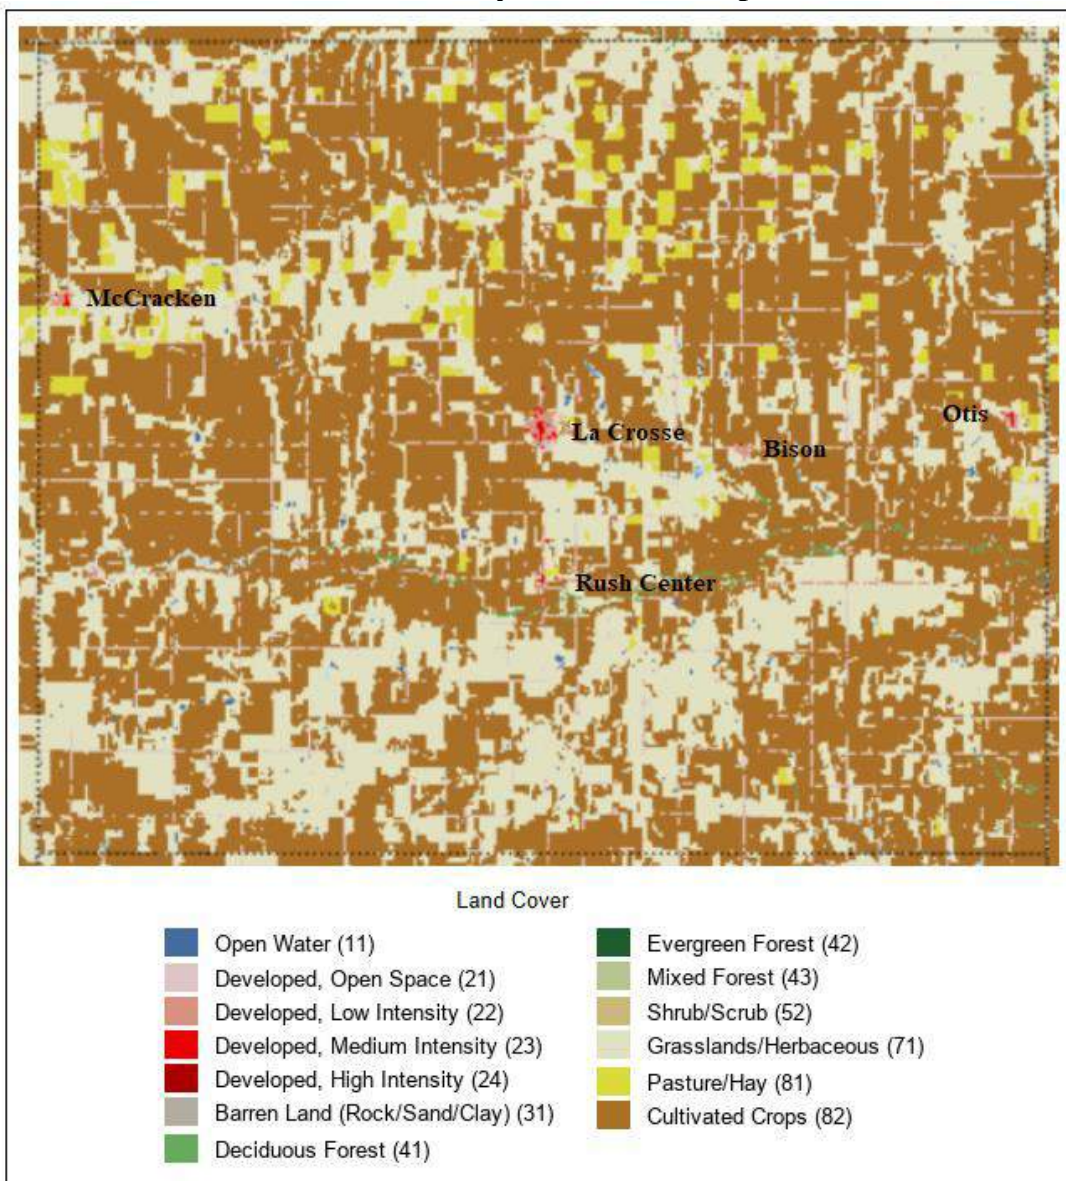 McCracken
Otis
La Crosse
Bison
Rush Center
Land Cover
Open Water (11)
Developed, Open Space (21)
Developed, Low Intensity (22)
Developed, Medium Intensity (23)
Developed, High Intensity (24)
Barren Land (Rock/Sand/Clay) (31)
Deciduous Forest (41)
Evergreen Forest (42)
Mixed Forest (43)
Shrub/Scrub (52)
Grasslands/Herbaceous (71)
Pasture/Hay (81)
Cultivated Crops (82)